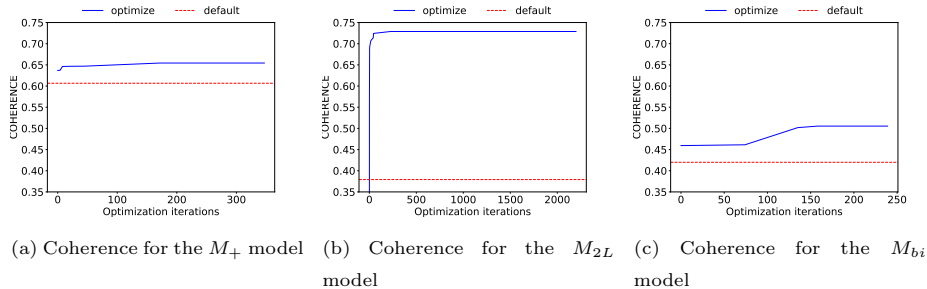 optimize default
0.75
0.70
0.65
0.60
0.55
0.50
0.45
0.40
0.35
COHERENCE
0 100 200 300
Optimization iterations
(a) Coherence for the M+ model
optimize default
0.75
0.70
0.65
0.60
0.55
0.50
0.45
0.40
0.35
COHERENCE
0 500 1000 1500 2000
Optimization iterations
(b) Coherence for the M2L
model
optimize default
0.75
0.70
0.65
0.60
0.55
0.50
0.45
0.40
0.35
COHERENCE
0 50 100 150 200 250
Optimization iterations
(c) Coherence for the Mbi
model